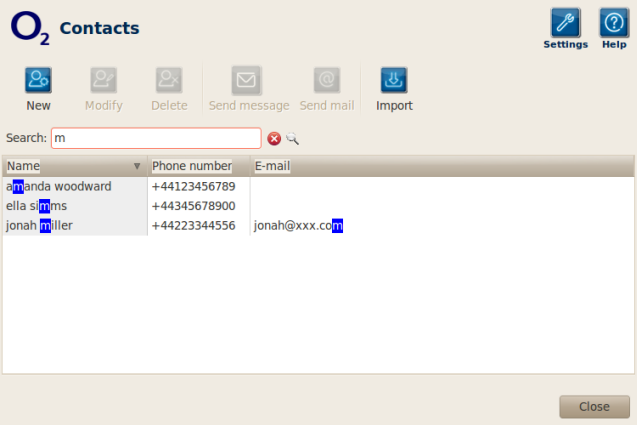 O2 Contacts
Settings Help
New Modify Delete Send message Send mail Import
Search: m
Name Phone number E-mail
amanda woodward +44123456789
ella simms +44345678900
jonah miller +44223344556 jonah@xxx.com
Close